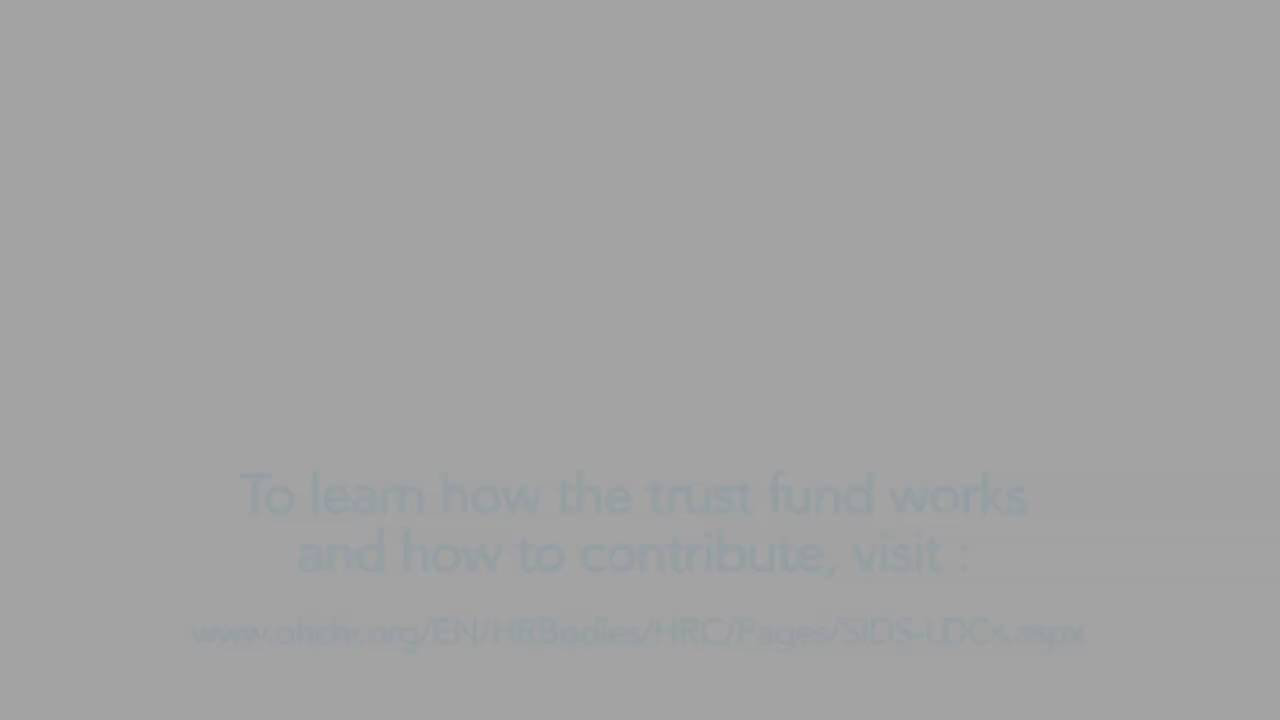 To learn how the trust fund works
and how to contribute, visit :
www.ohchr.org/EN/HRBodies/HRC/Pages/SIDS-LDCs.aspx